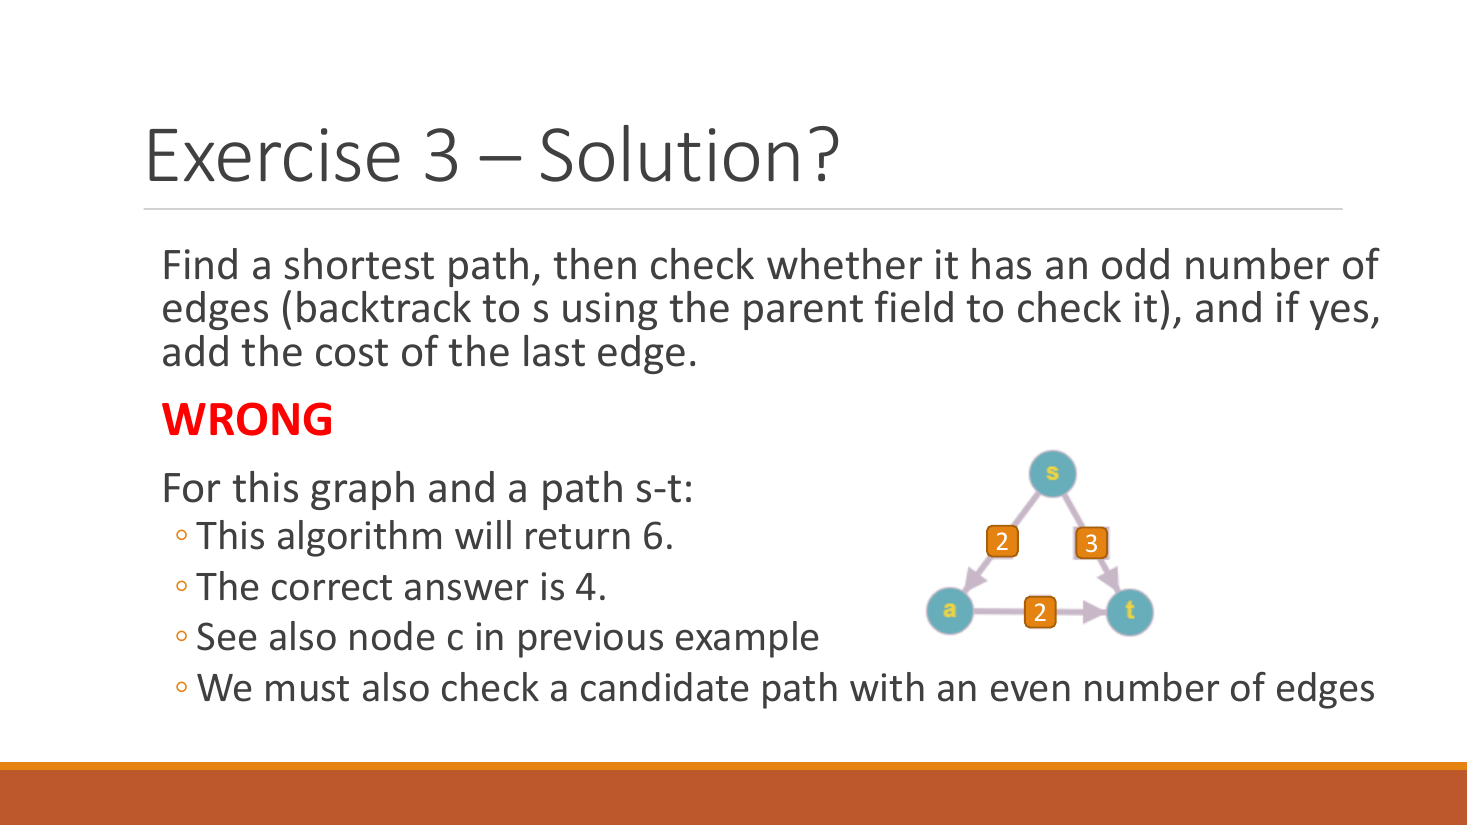 Exercise 3 – Solution?
Find a shortest path, then check whether it has an odd number of
edges (backtrack to s using the parent field to check it), and if yes,
add the cost of the last edge.
WRONG
For this graph and a path s-t:
◦ This algorithm will return 6.
◦ The correct answer is 4.
◦ See also node c in previous example
◦ We must also check a candidate path with an even number of edges
s
2
3
a
2
t